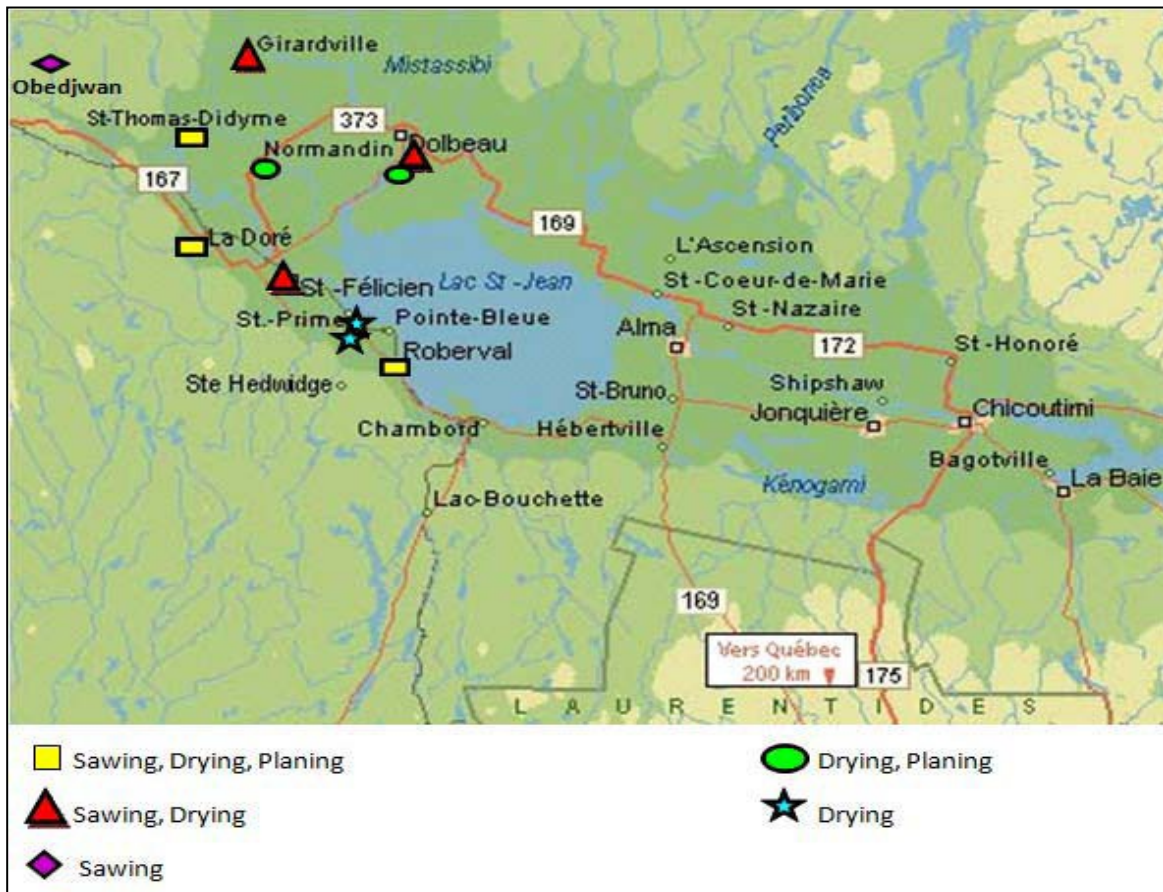 Girardville
Mistassibi
Obedjwan
Peribonca
St-Thomas-Didyme
373
Dolbeau
Normandin
167
169
La Doré
L'Ascension
St-Félicien
Lac St-Jean
St-Coeur-de-Marie
St.-Prime
Pointe-Bleue
St-Nazaire
Alma
172
Roberval
St-Honoré
Ste Hedwidge
St-Bruno
Shipshaw
Jonquière
Chicoutimi
Chambord
Hébertville
Bagotville
La Baie
Kénogami
Lac-Bouchette
169
Vers Québec
200 km
175
LAURENTIDES
Sawing, Drying, Planing
Drying, Planing
Sawing, Drying
Drying
Sawing